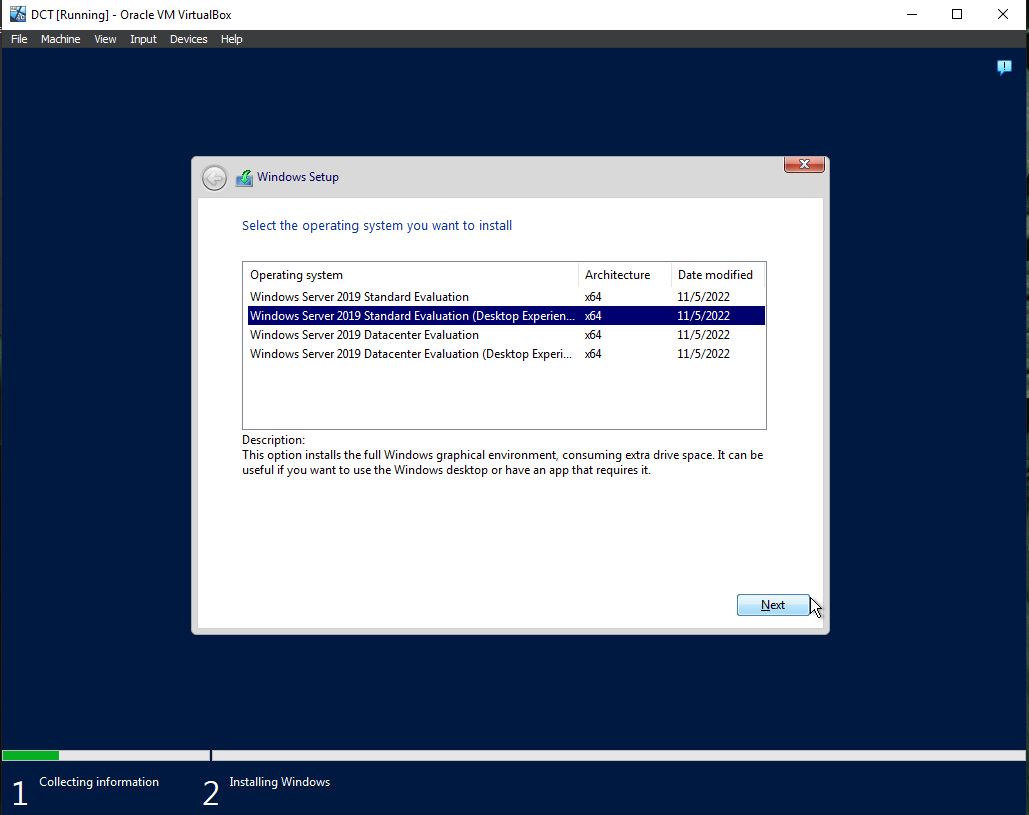 DCT [Running] - Oracle VM VirtualBox
File Machine View Input Devices Help
Windows Setup
Select the operating system you want to install
Operating system Architecture Date modified
Windows Server 2019 Standard Evaluation x64 11/5/2022
Windows Server 2019 Standard Evaluation (Desktop Experien... x64 11/5/2022
Windows Server 2019 Datacenter Evaluation x64 11/5/2022
Windows Server 2019 Datacenter Evaluation (Desktop Experi... x64 11/5/2022
Description:
This option installs the full Windows graphical environment, consuming extra drive space. It can be
useful if you want to use the Windows desktop or have an app that requires it.
Next
1 Collecting information 2 Installing Windows